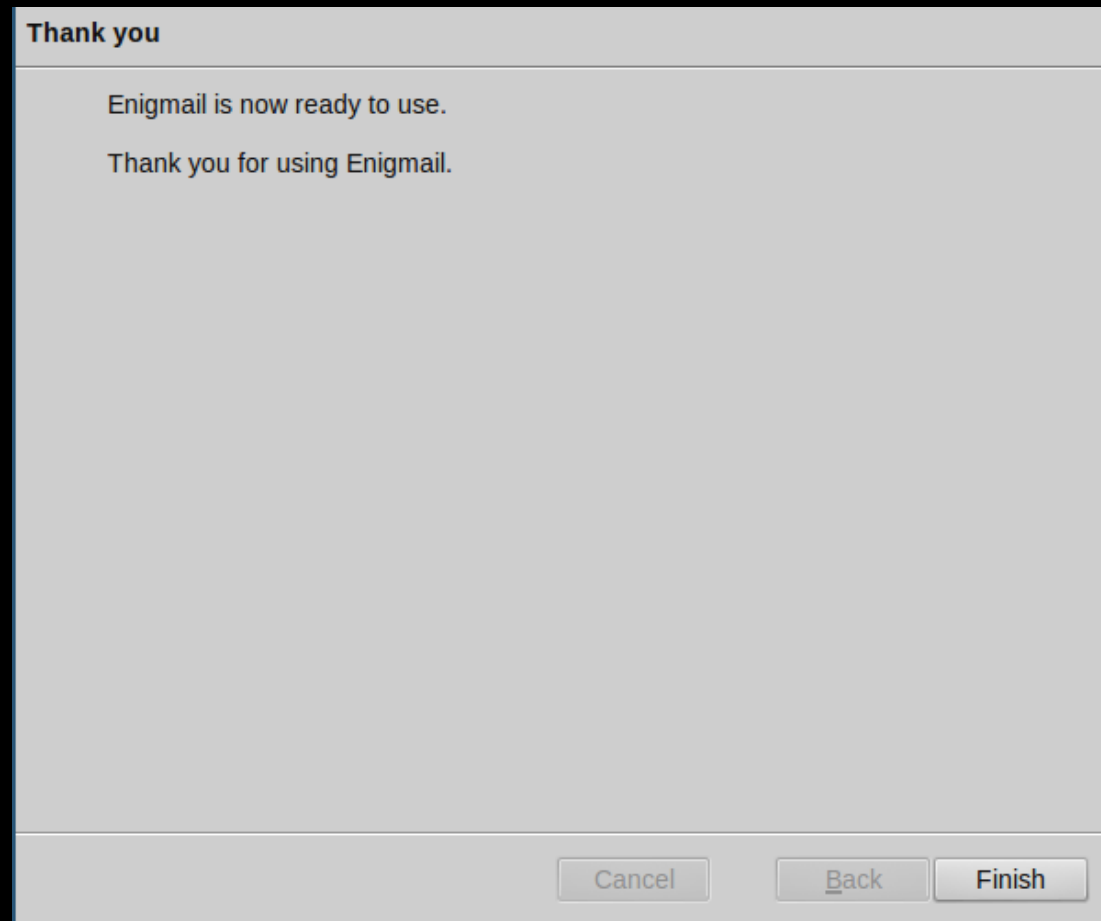 Thank you
Enigmail is now ready to use.
Thank you for using Enigmail.
Cancel
Back
Finish